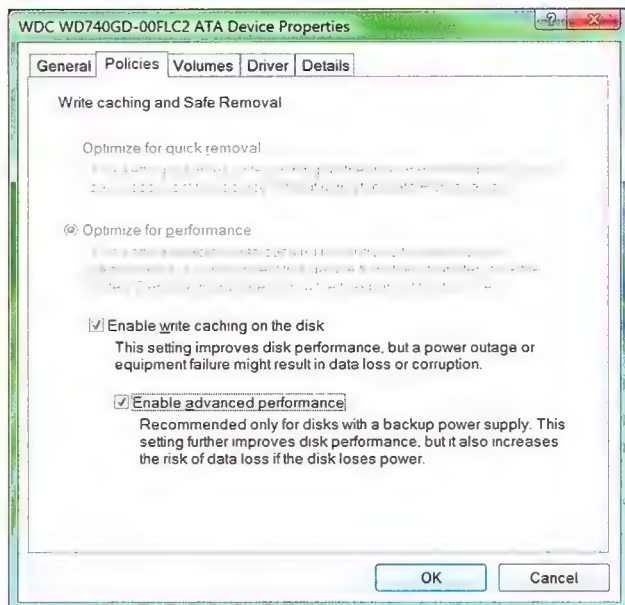 WDC WD740GD-00FLC2 ATA Device Properties
General Policies Volumes Driver Details
Write caching and Safe Removal
Optimize for quick removal
Optimize for performance
Enable write caching on the disk
This setting improves disk performance, but a power outage or
equipment failure might result in data loss or corruption.
Enable advanced performance
Recommended only for disks with a backup power supply. This
setting further improves disk performance, but it also increases
the risk of data loss if the disk loses power.
OK Cancel